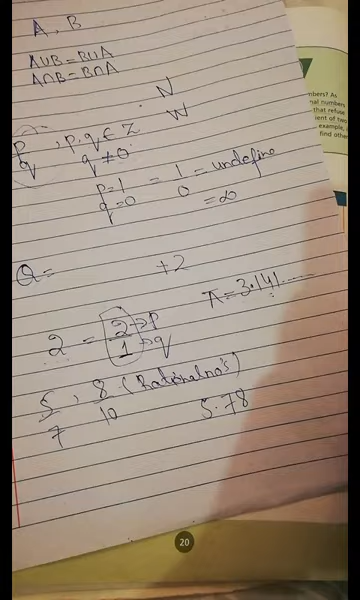 A, B
A∪B = B∪A
A∩B = B∩A
N
W
p/q, p, q ∈ Z
q ≠ 0
p=1
q=0
= 1/0 = undefine
= ∞
Q =
+2
π = 3.141.....
2 = 2/1 → p → q
5/7, 8/10 (Rational no's)
5.78
mbers? As
nal numbers
that refuse
ient of two
example,
find other
20